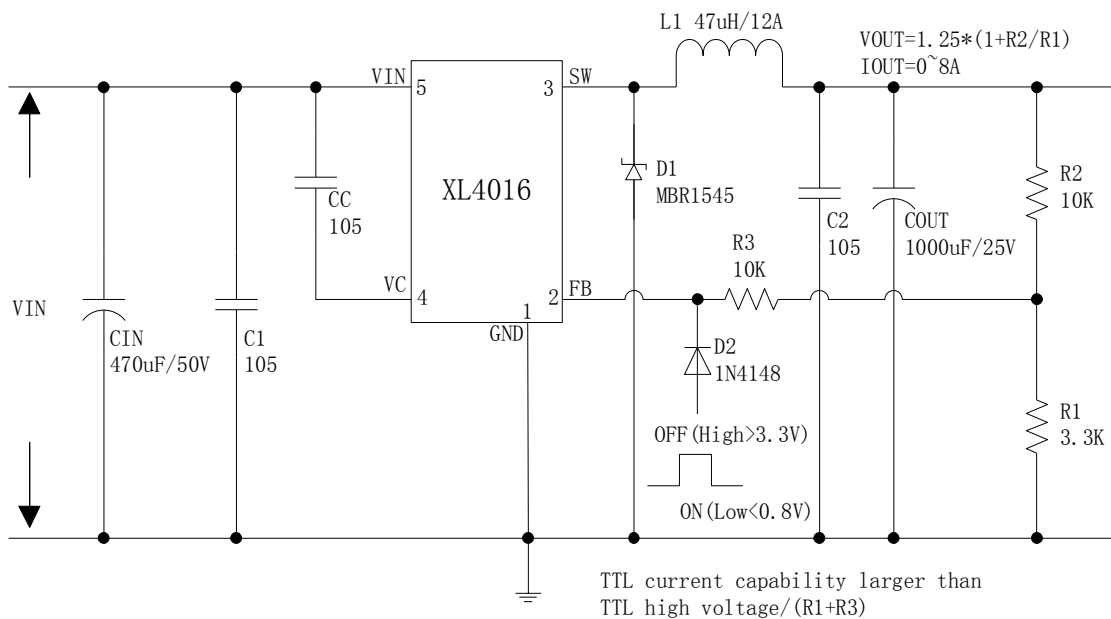 L1 47uH/12A
VOUT=1.25*(1+R2/R1)
IOUT=0~8A
VIN
5
3
SW
XL4016
CC
105
D1
MBR1545
C2
105
COUT
1000uF/25V
R2
10K
R3
10K
VC
4
2
FB
1
GND
VIN
CIN
470uF/50V
C1
105
D2
1N4148
R1
3.3K
OFF(High>3.3V)
ON(Low<0.8V)
TTL current capability larger than
TTL high voltage/(R1+R3)